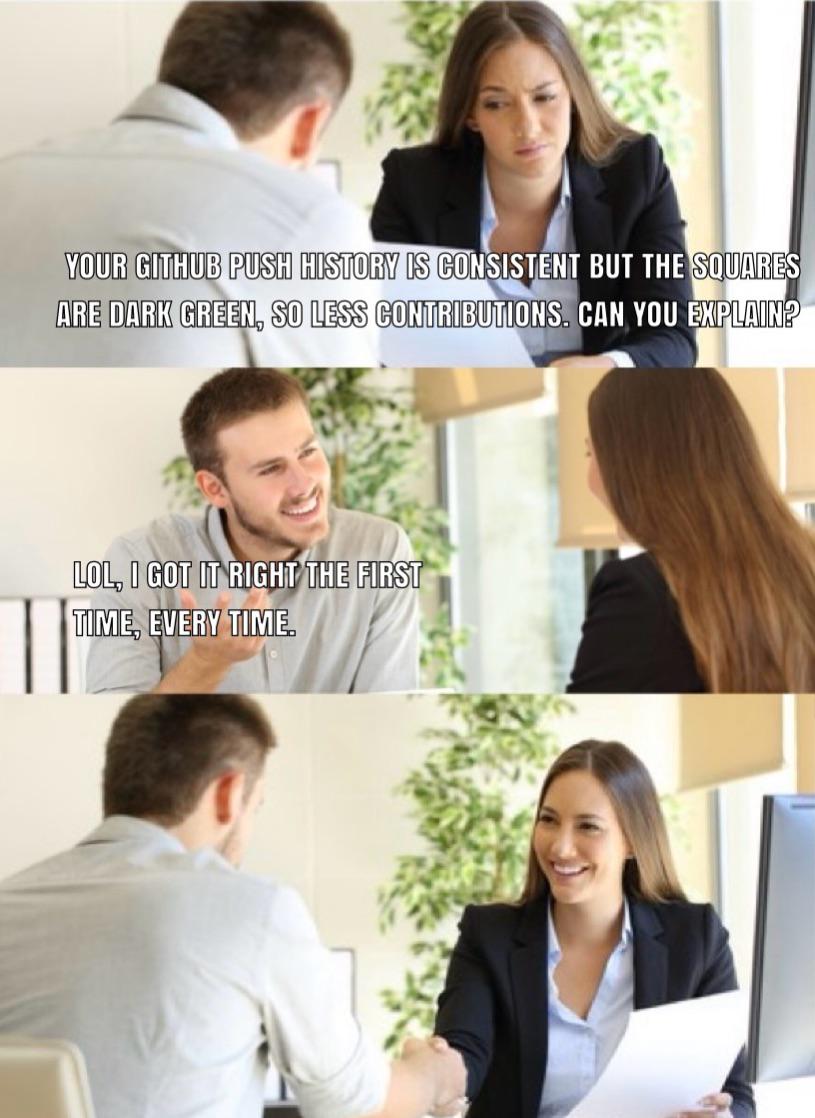 YOUR GITHUB PUSH HISTORY IS CONSISTENT BUT THE SQUARES
ARE DARK GREEN, SO LESS CONTRIBUTIONS. CAN YOU EXPLAIN?
LOL, I GOT IT RIGHT THE FIRST
TIME, EVERY TIME.